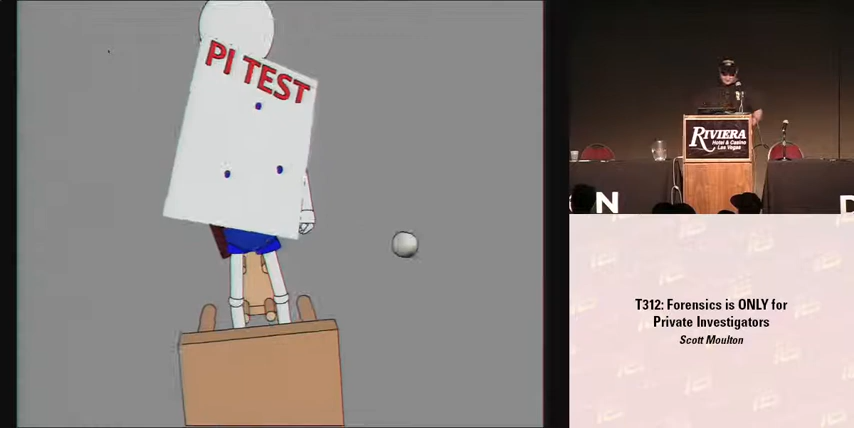 PI TEST
RIVIERA
Hotel & Casino
Las Vegas
N
D
T312: Forensics is ONLY for
Private Investigators
Scott Moulton